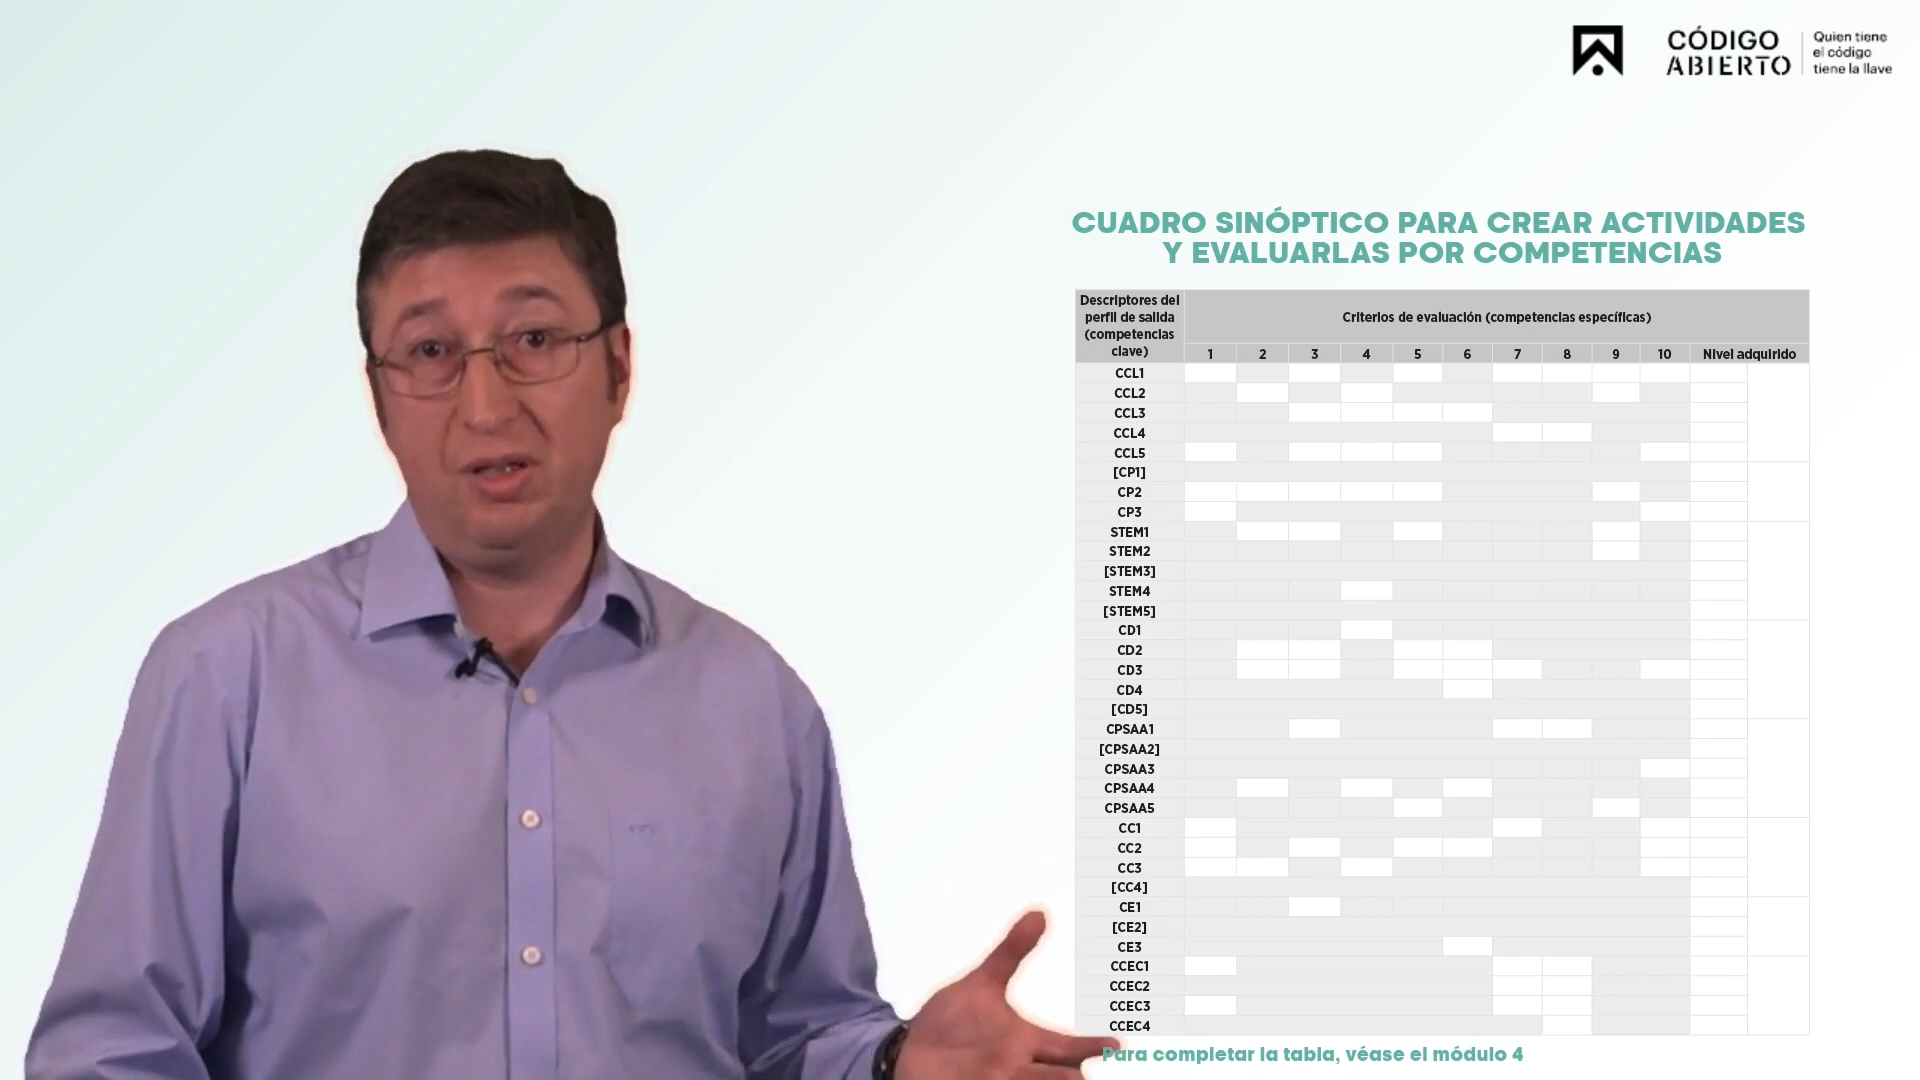 CÓDIGO
ABIERTO
Quien tiene
el código
tiene la llave
CUADRO SINÓPTICO PARA CREAR ACTIVIDADES
Y EVALUARLAS POR COMPETENCIAS
Descriptores del
perfil de salida
(competencias
clave)
Criterios de evaluación (competencias específicas)
1 2 3 4 5 6 7 8 9 10 Nivel adquirido
CCL1
CCL2
CCL3
CCL4
CCL5
[CP1]
CP2
CP3
STEM1
STEM2
[STEM3]
STEM4
[STEM5]
CD1
CD2
CD3
CD4
[CD5]
CPSAA1
[CPSAA2]
CPSAA3
CPSAA4
CPSAA5
CC1
CC2
CC3
[CC4]
CE1
[CE2]
CE3
CCEC1
CCEC2
CCEC3
CCEC4
Para completar la tabla, véase el módulo 4